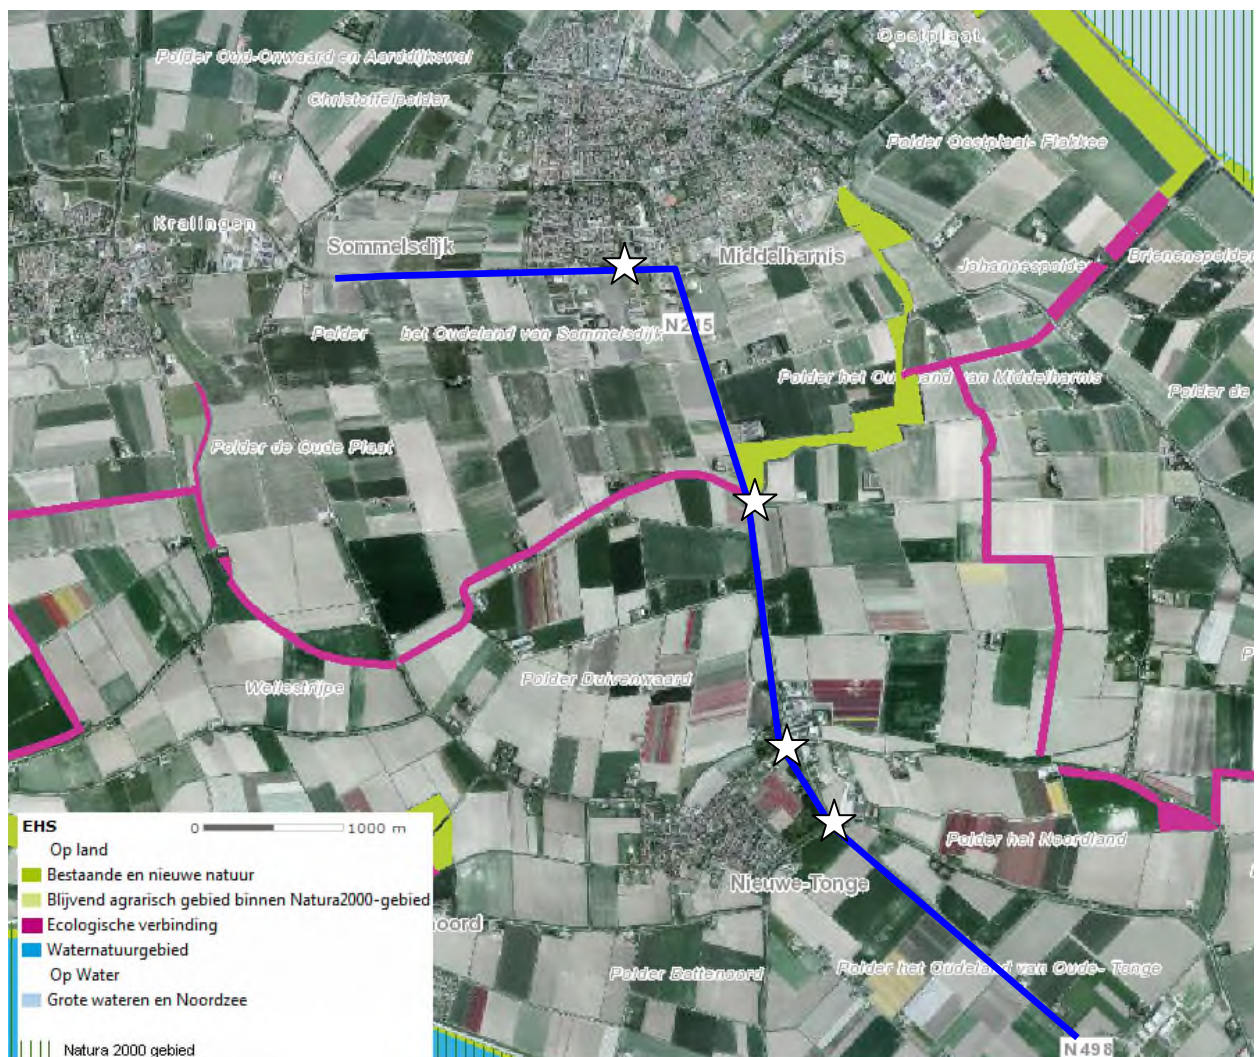 Oostplaat
Polder Oud-Onwaard en Aarddijkswal
Christoffelpolder
Polder Oostplaat- Flakkee
Kralingen
Sommelsdijk
Middelharnis
Johannespolder
Brienenspolder
N215
Polder het Oudeland van Sommelsdijk
Polder het Oudeland van Middelharnis
Polder de
Polder de Oude Plaat
Polder Duivenwaard
Wellestrijpe
P
EHS
0 1000 m
Op land
Bestaande en nieuwe natuur
Blijvend agrarisch gebied binnen Natura2000-gebied
Ecologische verbinding
Waternatuurgebied
Op Water
Grote wateren en Noordzee
Natura 2000 gebied
Polder het Noordland
Nieuwe-Tonge
noord
Polder Battenoord
Polder het Oudeland van Oude- Tonge
N498